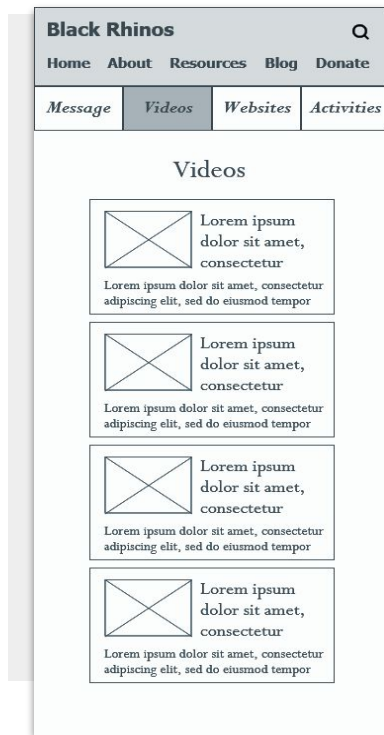 Black Rhinos
Home About Resources Blog Donate
Message Videos Websites Activities
Videos
Lorem ipsum
dolor sit amet,
consectetur
Lorem ipsum dolor sit amet, consectetur
adipiscing elit, sed do eiusmod tempor
Lorem ipsum
dolor sit amet,
consectetur
Lorem ipsum dolor sit amet, consectetur
adipiscing elit, sed do eiusmod tempor
Lorem ipsum
dolor sit amet,
consectetur
Lorem ipsum dolor sit amet, consectetur
adipiscing elit, sed do eiusmod tempor
Lorem ipsum
dolor sit amet,
consectetur
Lorem ipsum dolor sit amet, consectetur
adipiscing elit, sed do eiusmod tempor